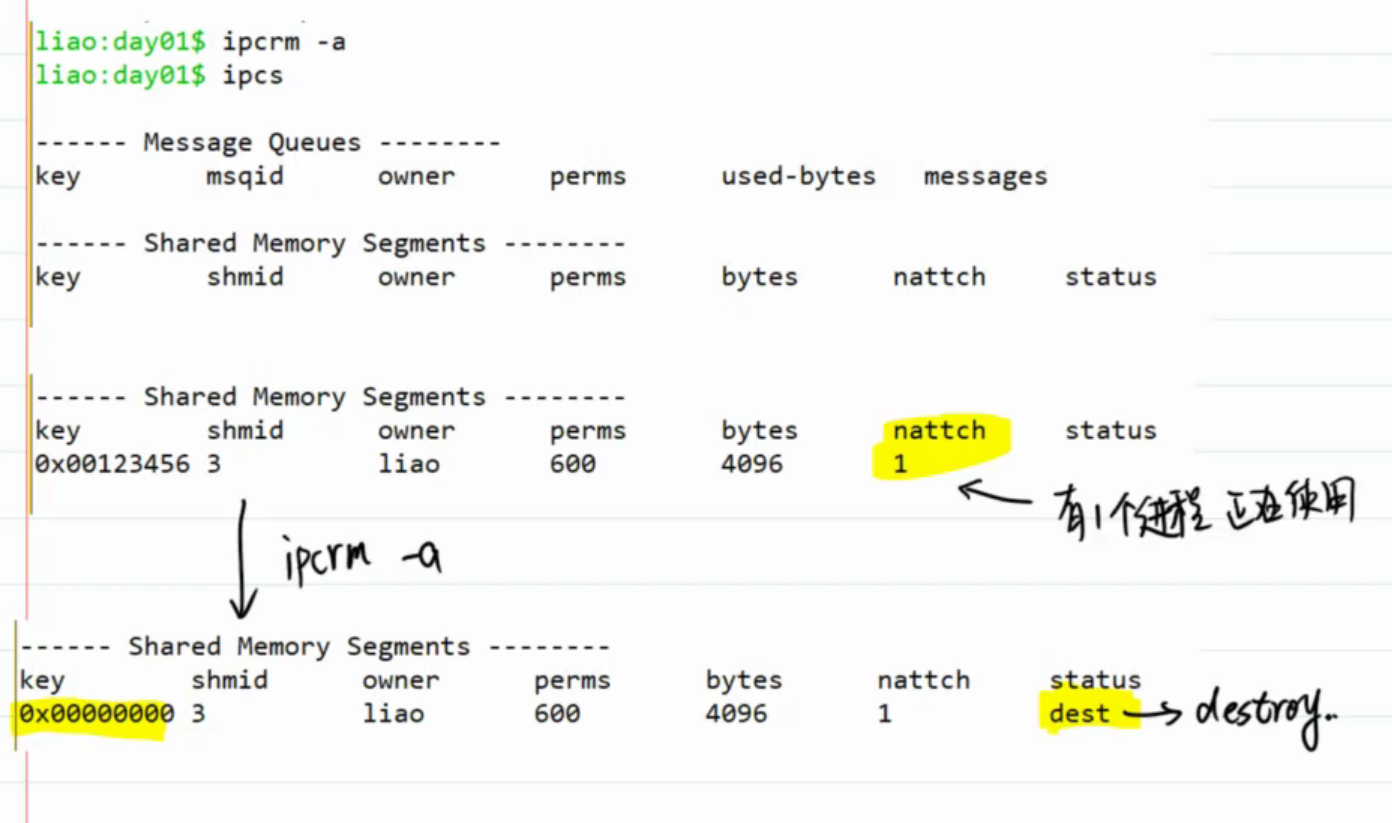 liao:day01$ ipcrm -a
liao:day01$ ipcs
------ Message Queues --------
key msqid owner perms used-bytes messages
------ Shared Memory Segments --------
key shmid owner perms bytes nattch status
------ Shared Memory Segments --------
key shmid owner perms bytes nattch status
0x00123456 3 liao 600 4096 1
有1个进程正在使用
ipcrm -a
------ Shared Memory Segments --------
key shmid owner perms bytes nattch status
0x00000000 3 liao 600 4096 1 dest → destroy..